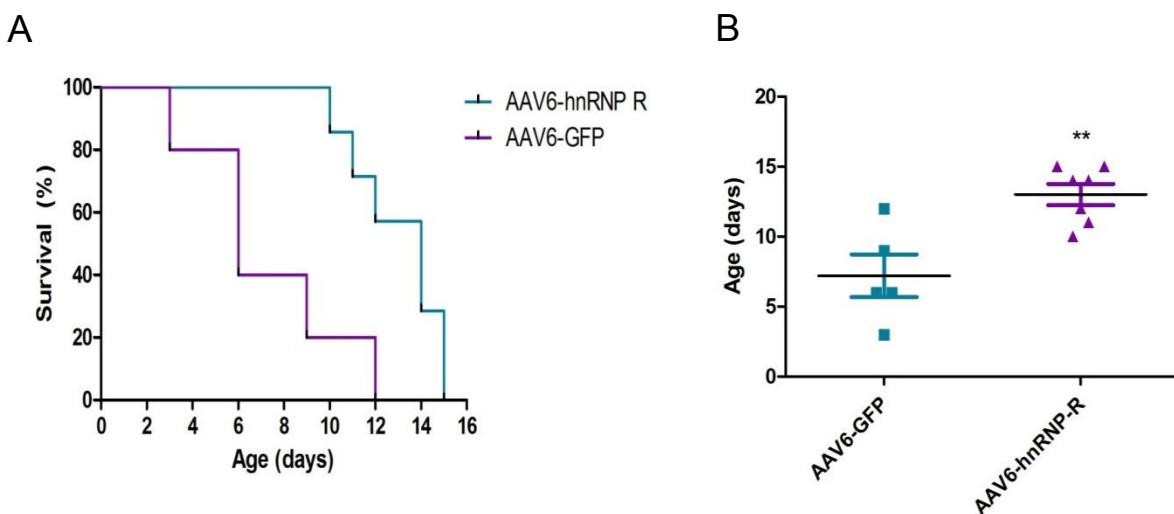 A
Survival (%)
100
80
60
40
20
0
0 2 4 6 8 10 12 14 16
Age (days)
AAV6-hnRNP R
AAV6-GFP
B
Age (days)
20
15
10
5
0
**
AAV6-GFP
AAV6-hnRNP-R